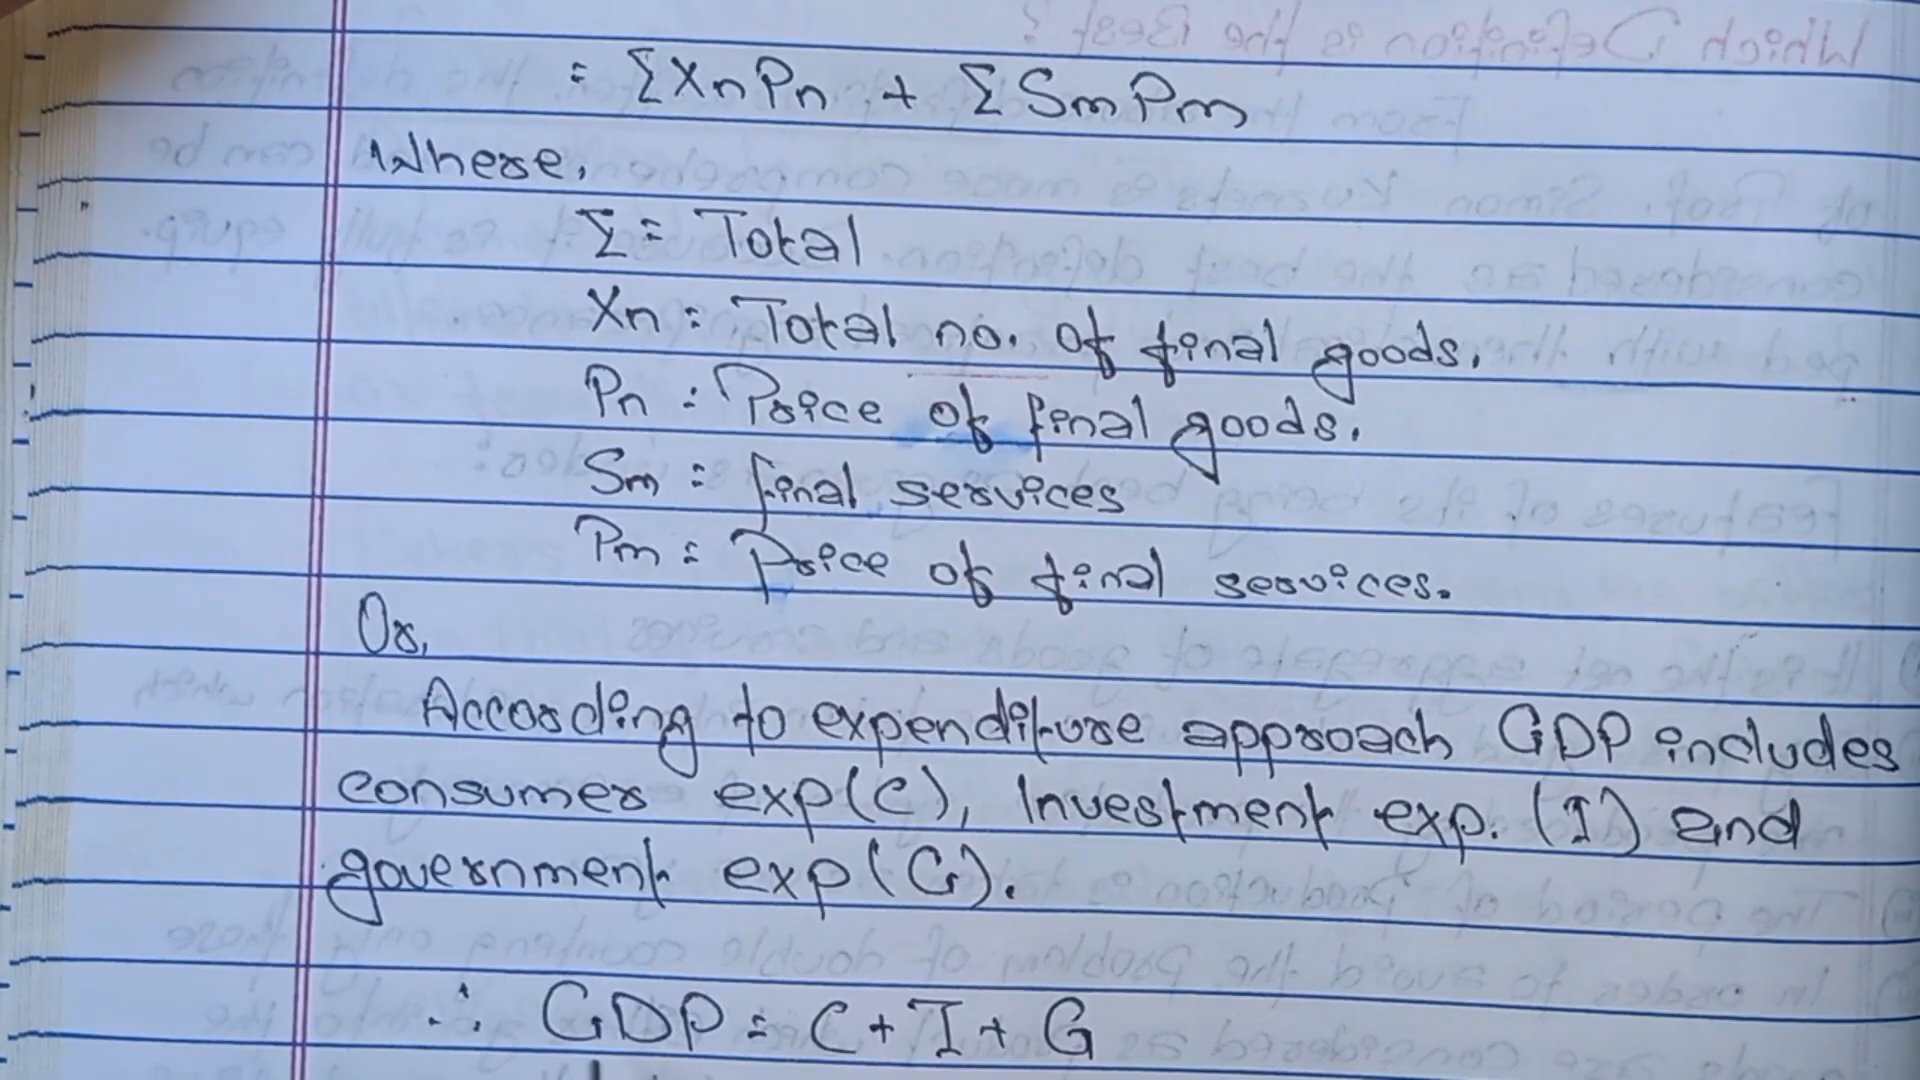 = ΣXnPn + ΣSmPm
Where,
Σ = Total
Xn = Total no. of final goods.
Pn = Price of final goods.
Sm = final services
Pm = Price of final services.
Or,
According to expenditure approach GDP includes
consumer exp(C), Investment exp. (I) and
government exp(G).
∴ GDP = C + I + G